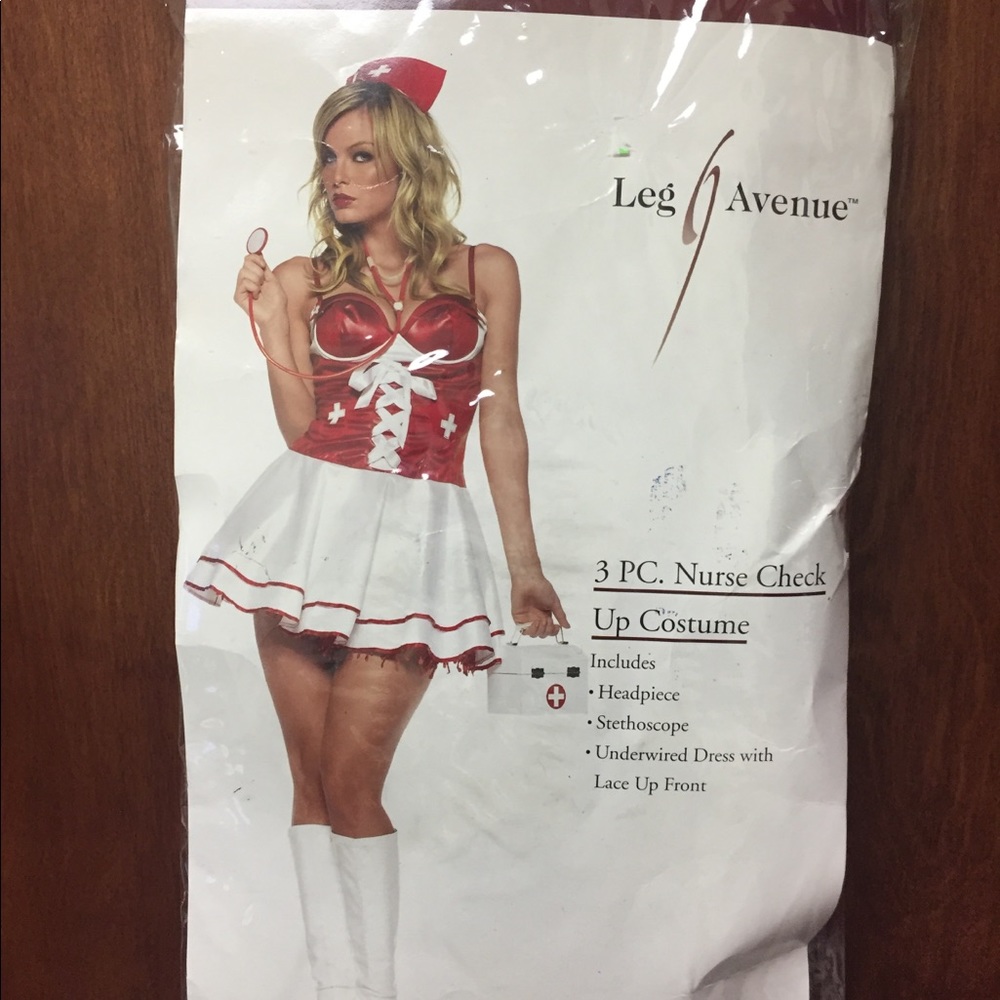 Leg Avenue™
3 PC. Nurse Check
Up Costume
Includes
• Headpiece
• Stethoscope
• Underwired Dress with
Lace Up Front